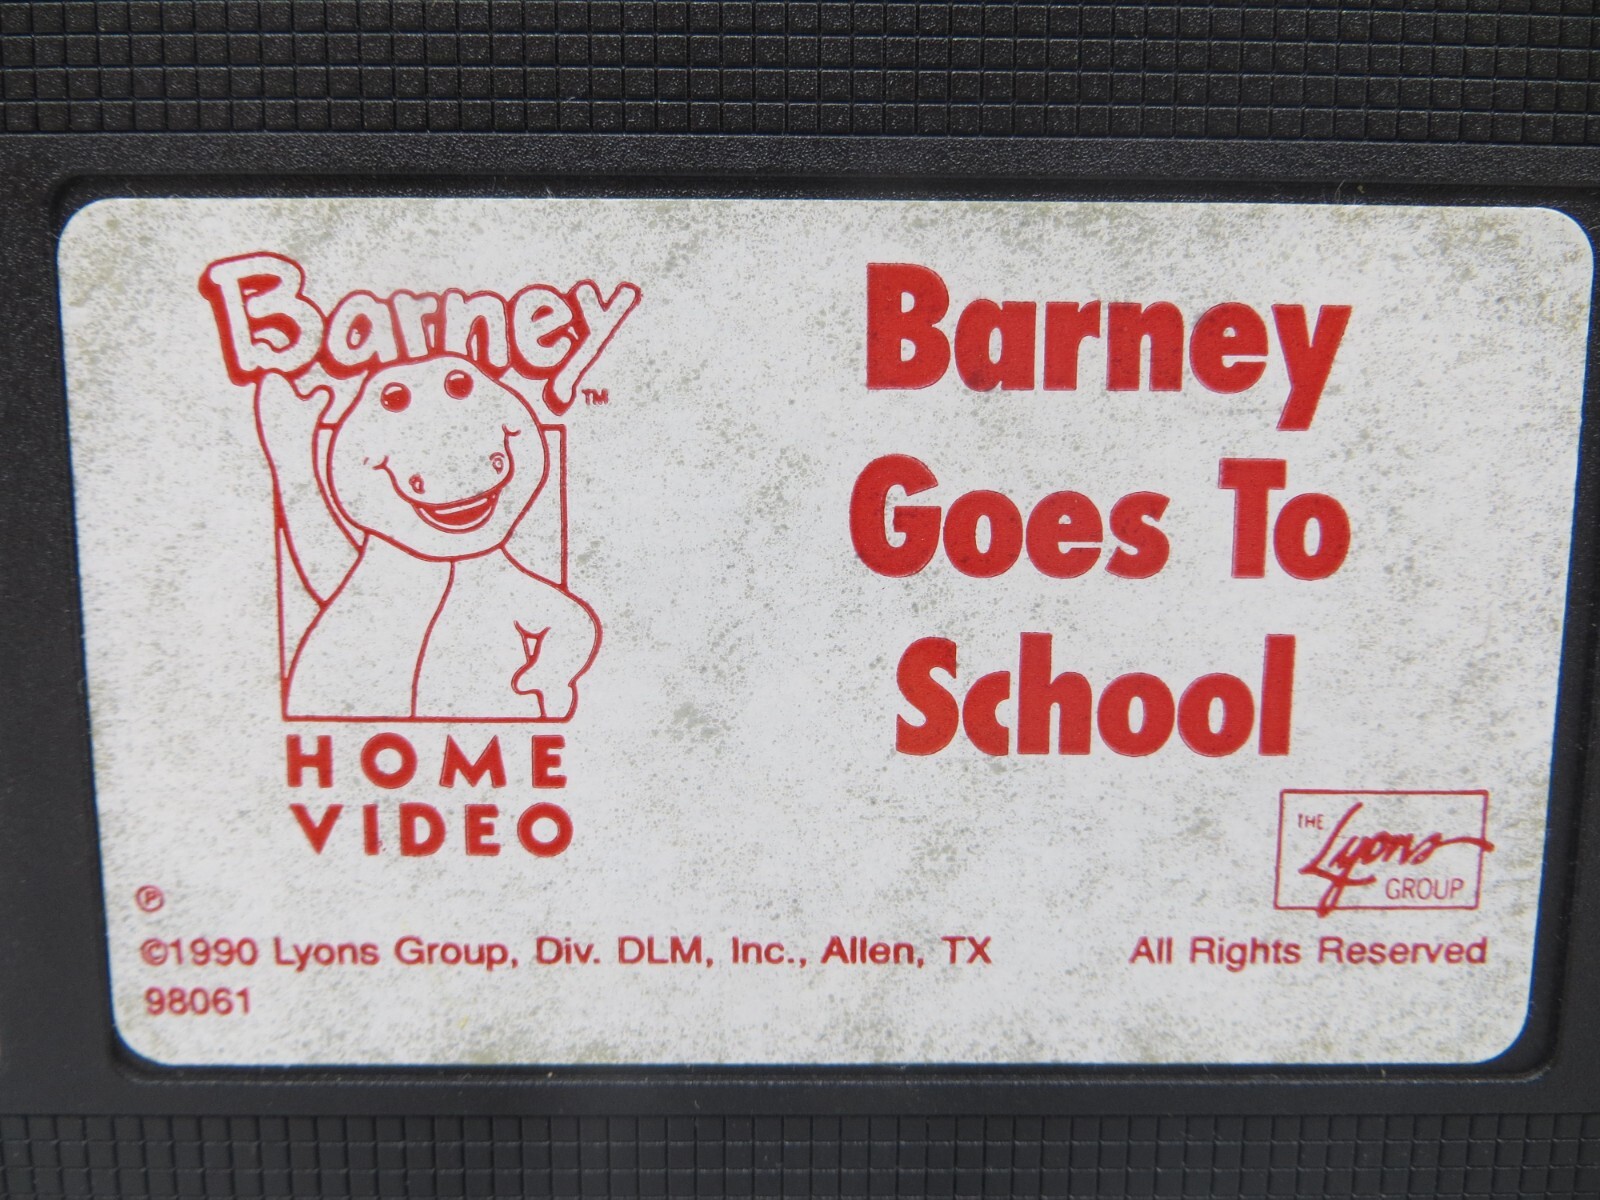 Barney™
HOME
VIDEO
Barney
Goes To
School
THE
Lyons
GROUP
℗
©1990 Lyons Group, Div. DLM, Inc., Allen, TX
All Rights Reserved
98061